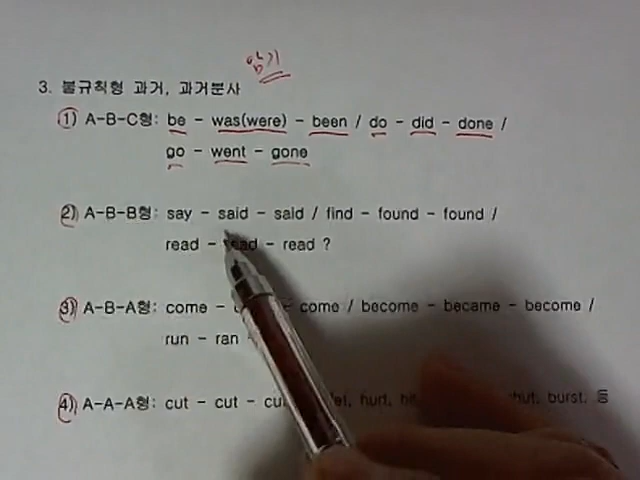 암기
3. 불규칙형 과거, 과거분사
1) A-B-C형: be - was(were) - been / do - did - done /
go - went - gone
2) A-B-B형: say - said - said / find - found - found /
read - read - read ?
3) A-B-A형: come - come / become - became - become /
run - ran -
4) A-A-A형: cut - cut - hurt, burst, 등